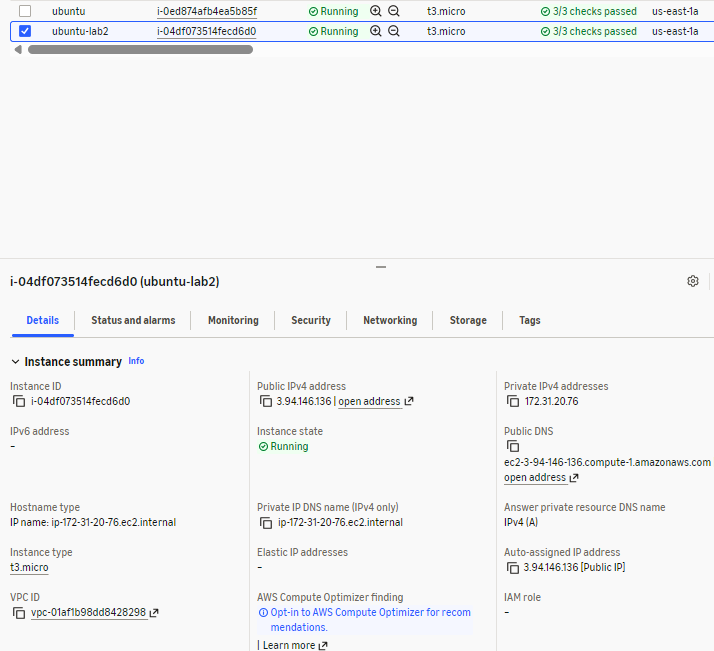 ubuntu i-0ed874afb4ea5b85f Running t3.micro 3/3 checks passed us-east-1a
ubuntu-lab2 i-04df073514fecd6d0 Running t3.micro 3/3 checks passed us-east-1a
i-04df073514fecd6d0 (ubuntu-lab2)
Details Status and alarms Monitoring Security Networking Storage Tags
Instance summary Info
Instance ID
i-04df073514fecd6d0
Public IPv4 address
3.94.146.136 | open address
Private IPv4 addresses
172.31.20.76
IPv6 address
–
Instance state
Running
Public DNS
ec2-3-94-146-136.compute-1.amazonaws.com
open address
Hostname type
IP name: ip-172-31-20-76.ec2.internal
Private IP DNS name (IPv4 only)
ip-172-31-20-76.ec2.internal
Answer private resource DNS name
IPv4 (A)
Instance type
t3.micro
Elastic IP addresses
–
Auto-assigned IP address
3.94.146.136 [Public IP]
VPC ID
vpc-01af1b98dd8428298
AWS Compute Optimizer finding
Opt-in to AWS Compute Optimizer for recom
mendations.
| Learn more
IAM role
–